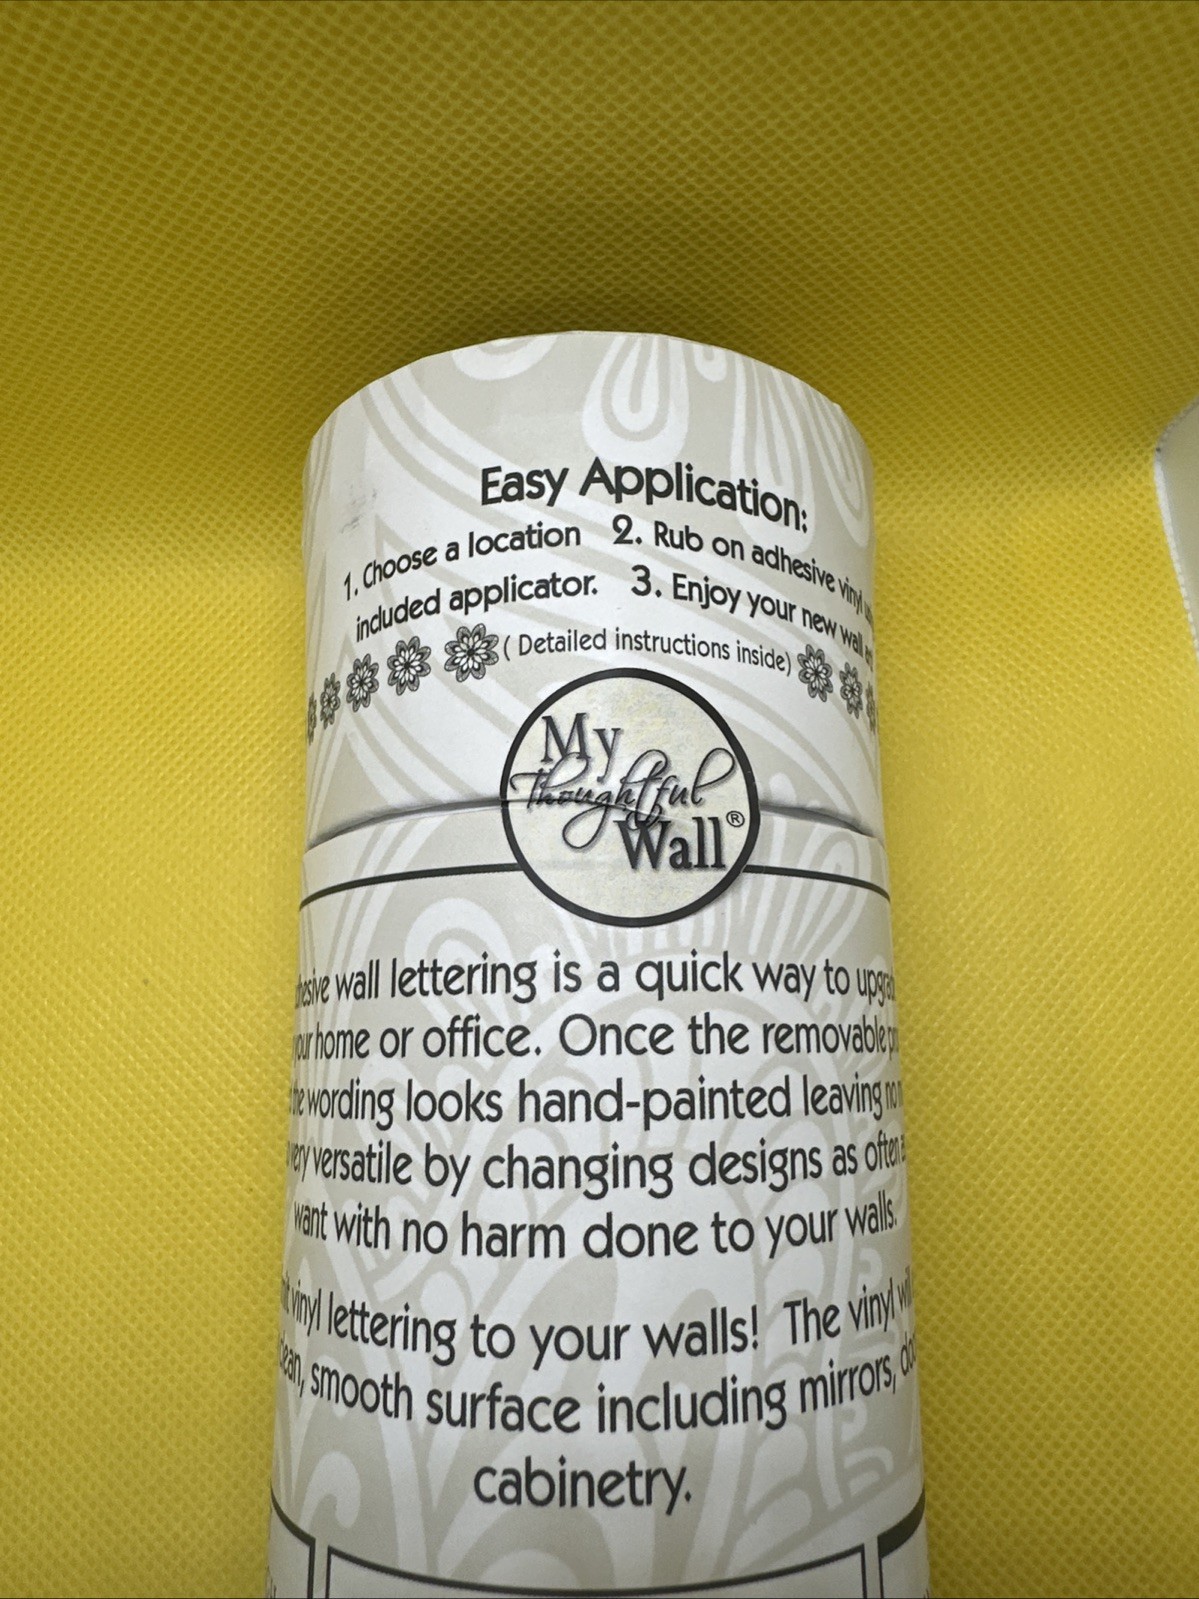 Easy Application:
1. Choose a location 2. Rub on adhesive vinyl
included applicator. 3. Enjoy your new wall
( Detailed instructions inside)
My
Thoughtful
Wall®
wall lettering is a quick way to
home or office. Once the removable
wording looks hand-painted leaving no
very versatile by changing designs as often
want with no harm done to your walls.
vinyl lettering to your walls! The vinyl will
smooth surface including mirrors,
cabinetry.